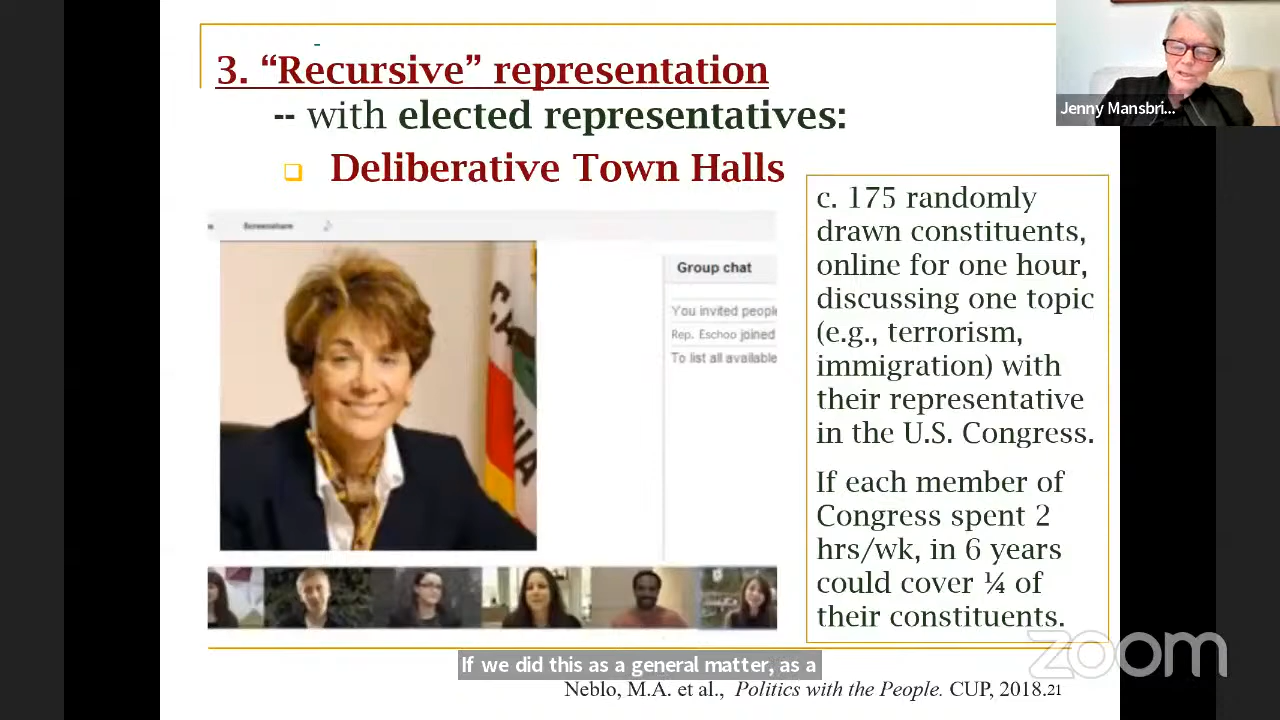 3. “Recursive” representation
-- with elected representatives:
Deliberative Town Halls
Jenny Mansbri...
Screenshare
Group chat
You invited peopl
Rep. Eschoo joined
To list all available
CALIFORNIA
c. 175 randomly
drawn constituents,
online for one hour,
discussing one topic
(e.g., terrorism,
immigration) with
their representative
in the U.S. Congress.
If each member of
Congress spent 2
hrs/wk, in 6 years
could cover ¼ of
their constituents.
zoom
If we did this as a general matter, as a
Neblo, M.A. et al., Politics with the People. CUP, 2018.21